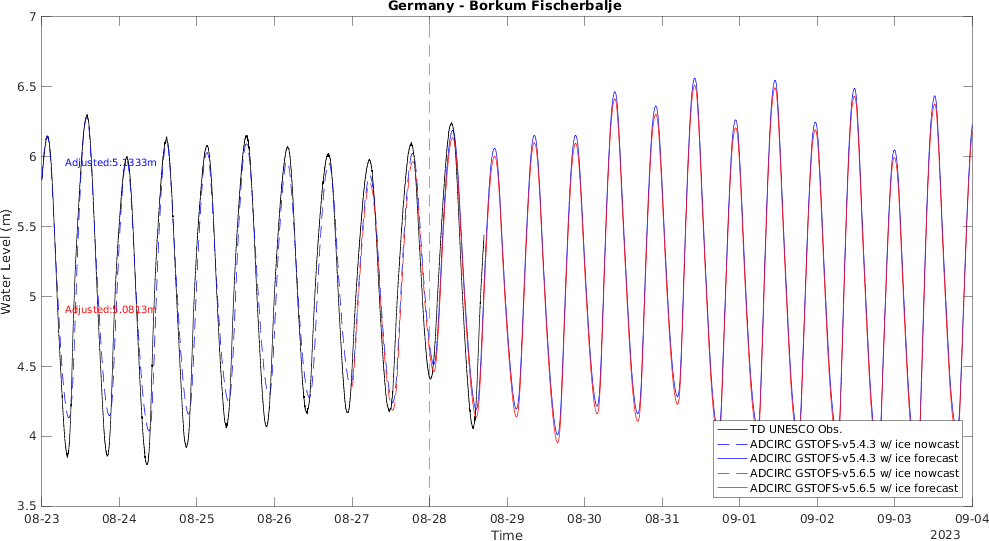 Germany - Borkum Fischerbalje
7
6.5
6
5.5
5
4.5
4
3.5
Water Level (m)
Adjusted:5.1333m
Adjusted:5.0813m
TD UNESCO Obs.
ADCIRC GSTOFS-v5.4.3 w/ ice nowcast
ADCIRC GSTOFS-v5.4.3 w/ ice forecast
ADCIRC GSTOFS-v5.6.5 w/ ice nowcast
ADCIRC GSTOFS-v5.6.5 w/ ice forecast
08-23 08-24 08-25 08-26 08-27 08-28 08-29 08-30 08-31 09-01 09-02 09-03 09-04
Time
2023